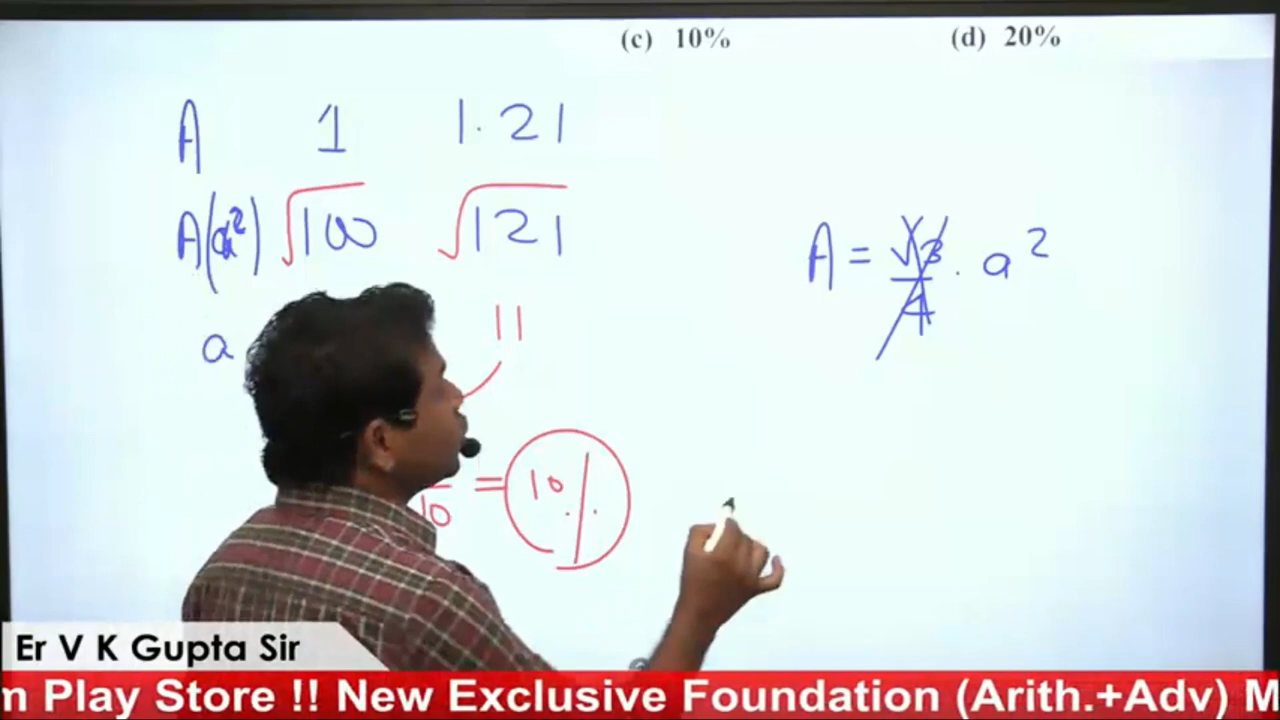 (c) 10% (d) 20%
A 1 1.21
A(a²) √100 √121
A = √3/4 . a²
a 11
10 = 10%
Er V K Gupta Sir
m Play Store !! New Exclusive Foundation (Arith.+Adv) M